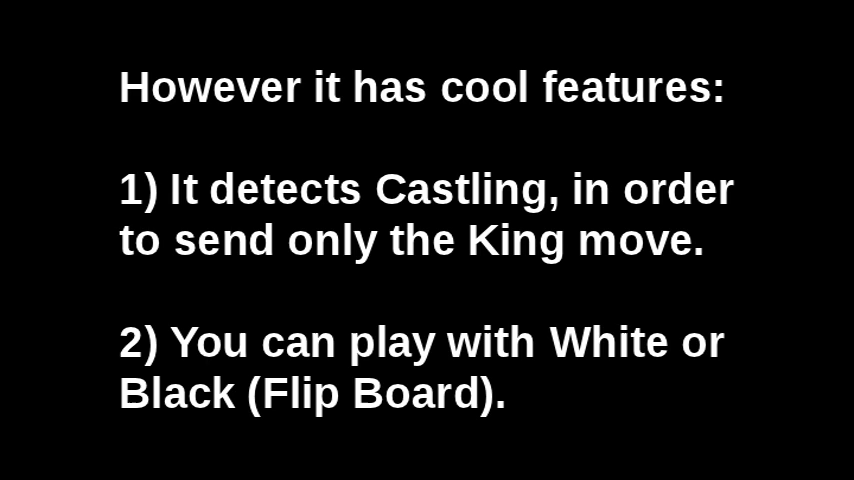 However it has cool features:
1) It detects Castling, in order
to send only the King move.
2) You can play with White or
Black (Flip Board).